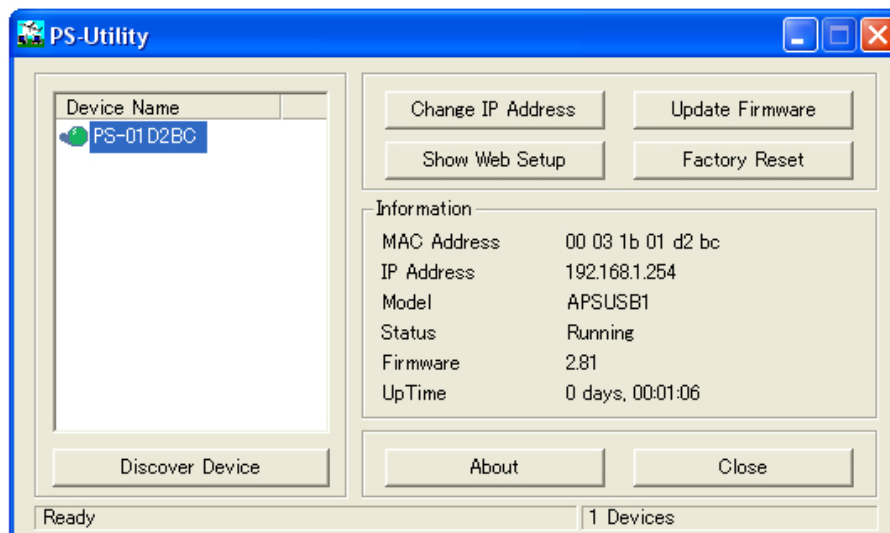 PS-Utility
Device Name
PS-01D2BC
Discover Device
Change IP Address
Update Firmware
Show Web Setup
Factory Reset
Information
MAC Address 00 03 1b 01 d2 bc
IP Address 192.168.1.254
Model APSUSB1
Status Running
Firmware 2.81
UpTime 0 days, 00:01:06
About
Close
Ready
1 Devices